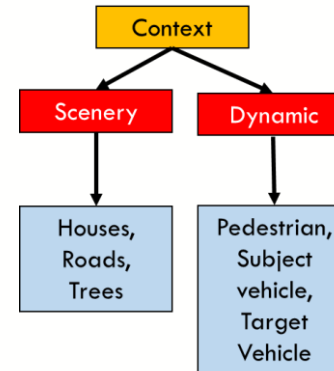 Context
Scenery
Dynamic
Houses,
Roads,
Trees
Pedestrian,
Subject
vehicle,
Target
Vehicle